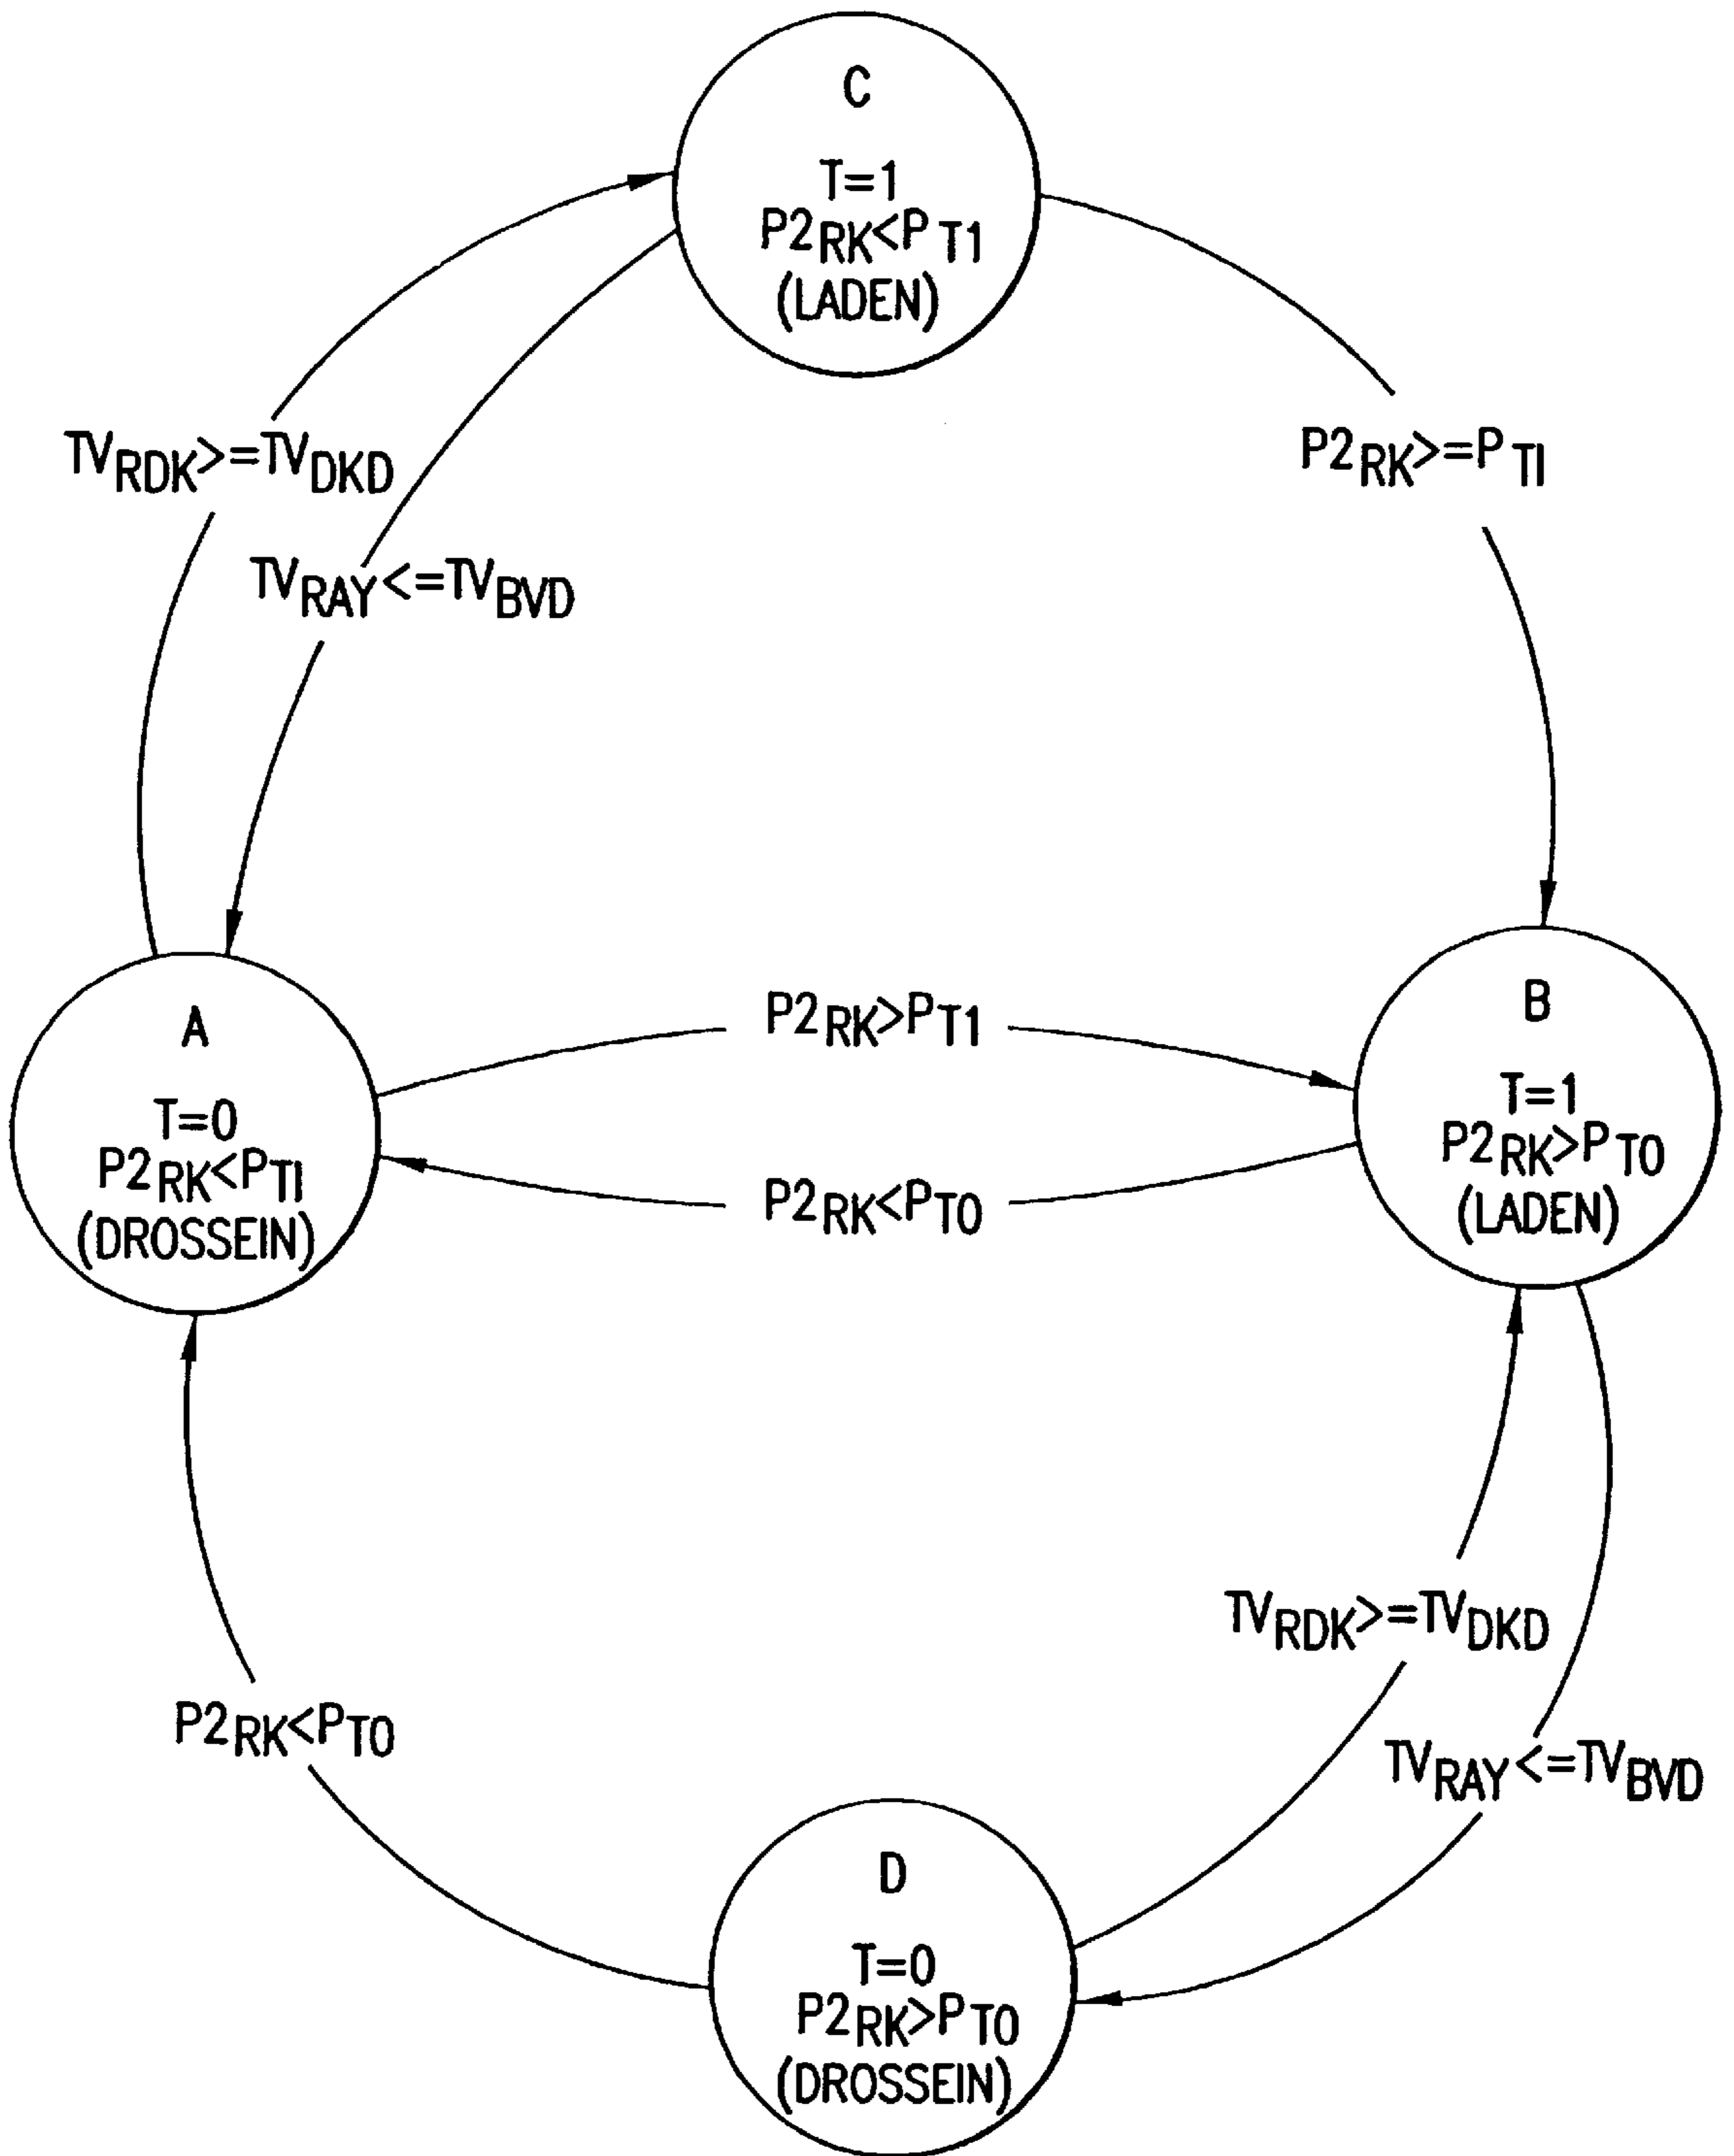 C
T=1
P2RK<PT1
(LADEN)
TVRDK>=TVDKD
P2RK>=PTI
TVRAY<=TVBVD
A
T=0
P2RK<PTI
(DROSSEIN)
P2RK>PT1
P2RK<PT0
B
T=1
P2RK>PT0
(LADEN)
TVRDK>=TVDKD
P2RK<PT0
TVRAY<=TVBVD
D
T=0
P2RK>PT0
(DROSSEIN)